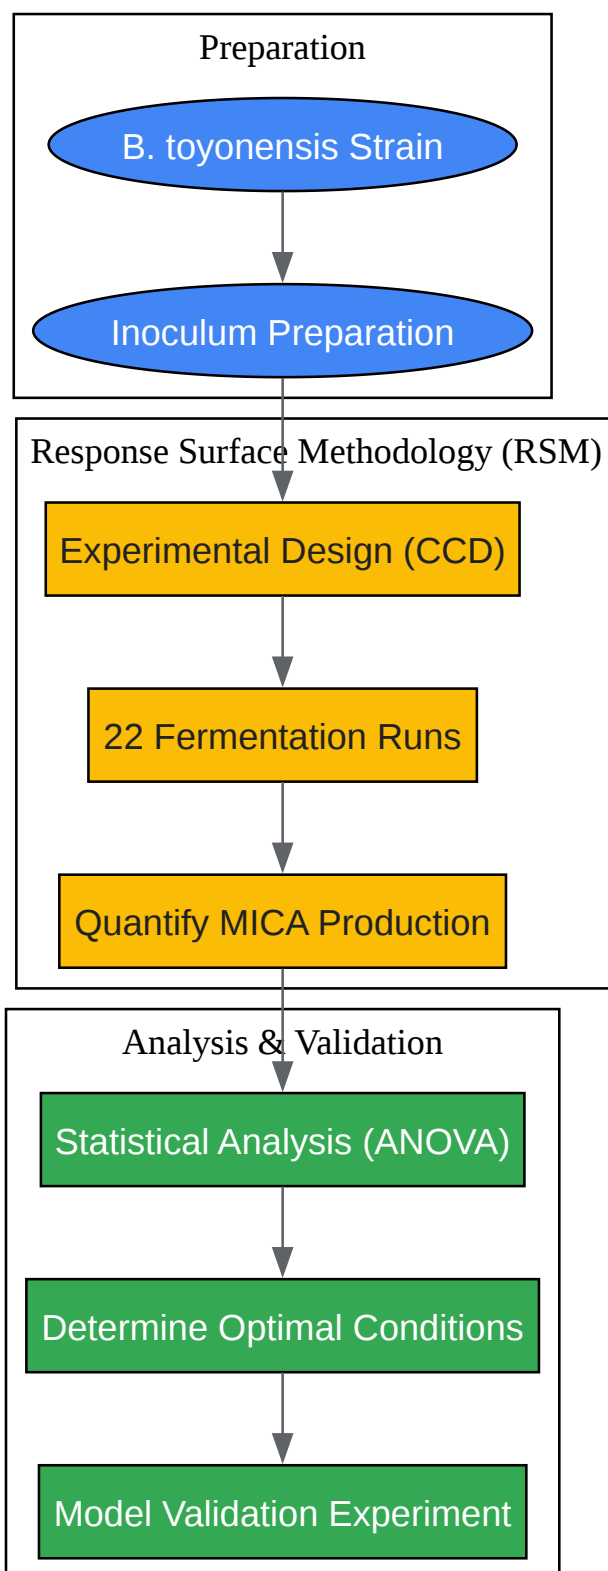 Preparation
B. toyonensis Strain
Inoculum Preparation
Response Surface Methodology (RSM)
Experimental Design (CCD)
22 Fermentation Runs
Quantify MICA Production
Analysis & Validation
Statistical Analysis (ANOVA)
Determine Optimal Conditions
Model Validation Experiment